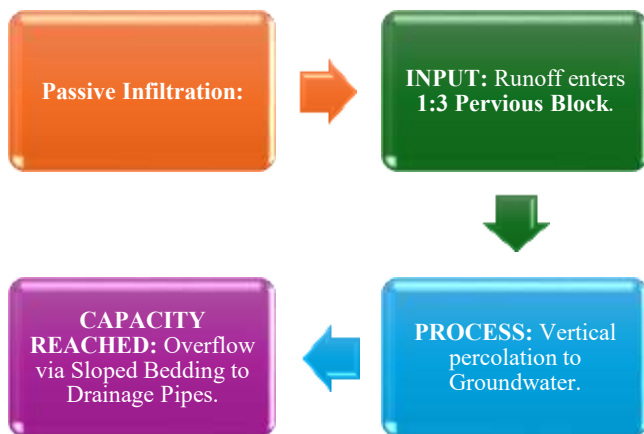 Passive Infiltration:
INPUT: Runoff enters
1:3 Pervious Block.
PROCESS: Vertical
percolation to
Groundwater.
CAPACITY
REACHED: Overflow
via Sloped Bedding to
Drainage Pipes.